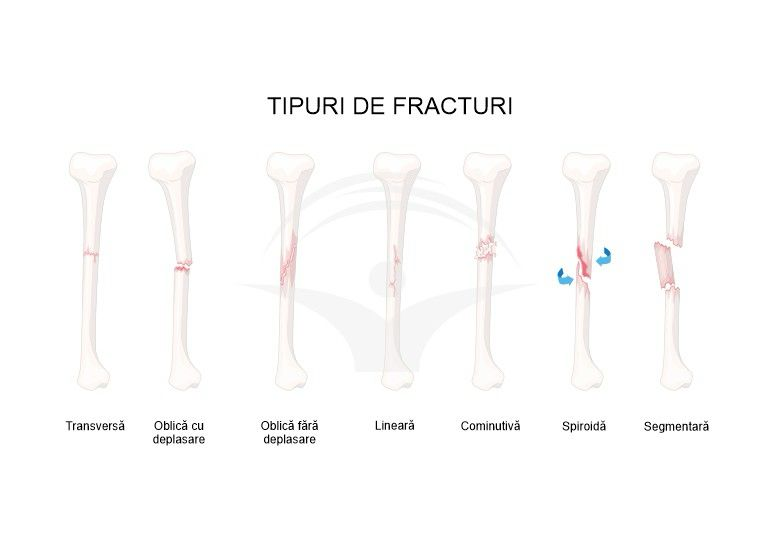 TIPURI DE FRACTURI
Transversă
Oblică cu
deplasare
Oblică fără
deplasare
Lineară
Cominutivă
Spiroidă
Segmentară